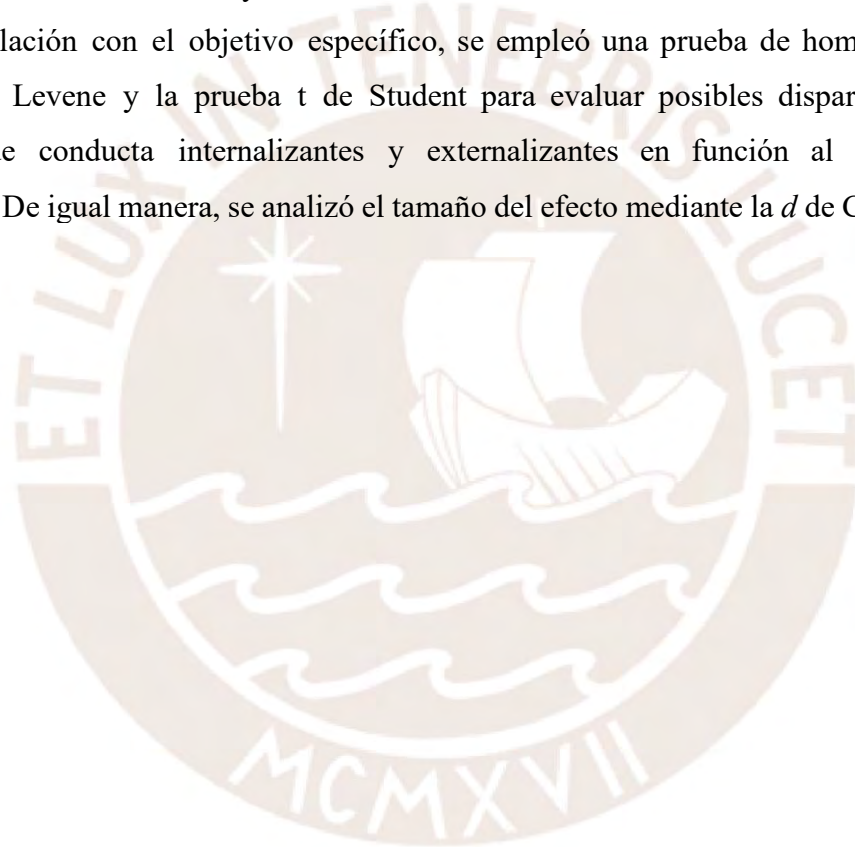 lación con el objetivo específico, se empleó una prueba de hom
Levene y la prueba t de Student para evaluar posibles dispar
e conducta internalizantes y externalizantes en función al
De igual manera, se analizó el tamaño del efecto mediante la d de C
ET LUX IN TENEBRIS LUCET
MCMXVII